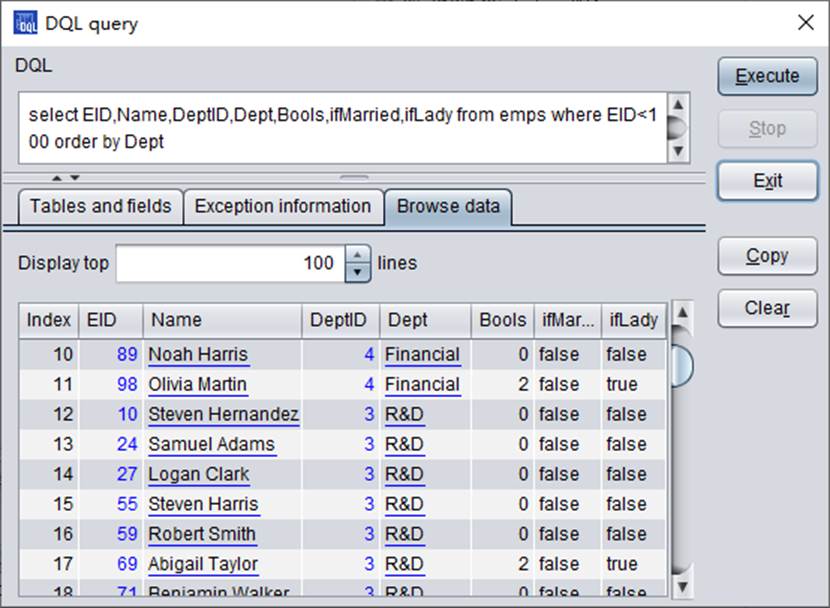 DQL DQL query
DQL
Execute
select EID,Name,DeptID,Dept,Bools,ifMarried,ifLady from emps where EID<1
00 order by Dept
Stop
Exit
Tables and fields Exception information Browse data
Display top 100 lines
Copy
Clear
Index EID Name DeptID Dept Bools ifMar... ifLady
10 89 Noah Harris 4 Financial 0 false false
11 98 Olivia Martin 4 Financial 2 false true
12 10 Steven Hernandez 3 R&D 0 false false
13 24 Samuel Adams 3 R&D 0 false false
14 27 Logan Clark 3 R&D 0 false false
15 55 Steven Harris 3 R&D 0 false false
16 59 Robert Smith 3 R&D 0 false false
17 69 Abigail Taylor 3 R&D 2 false true
18 71 Benjamin Walker 3 R&D 0 false false